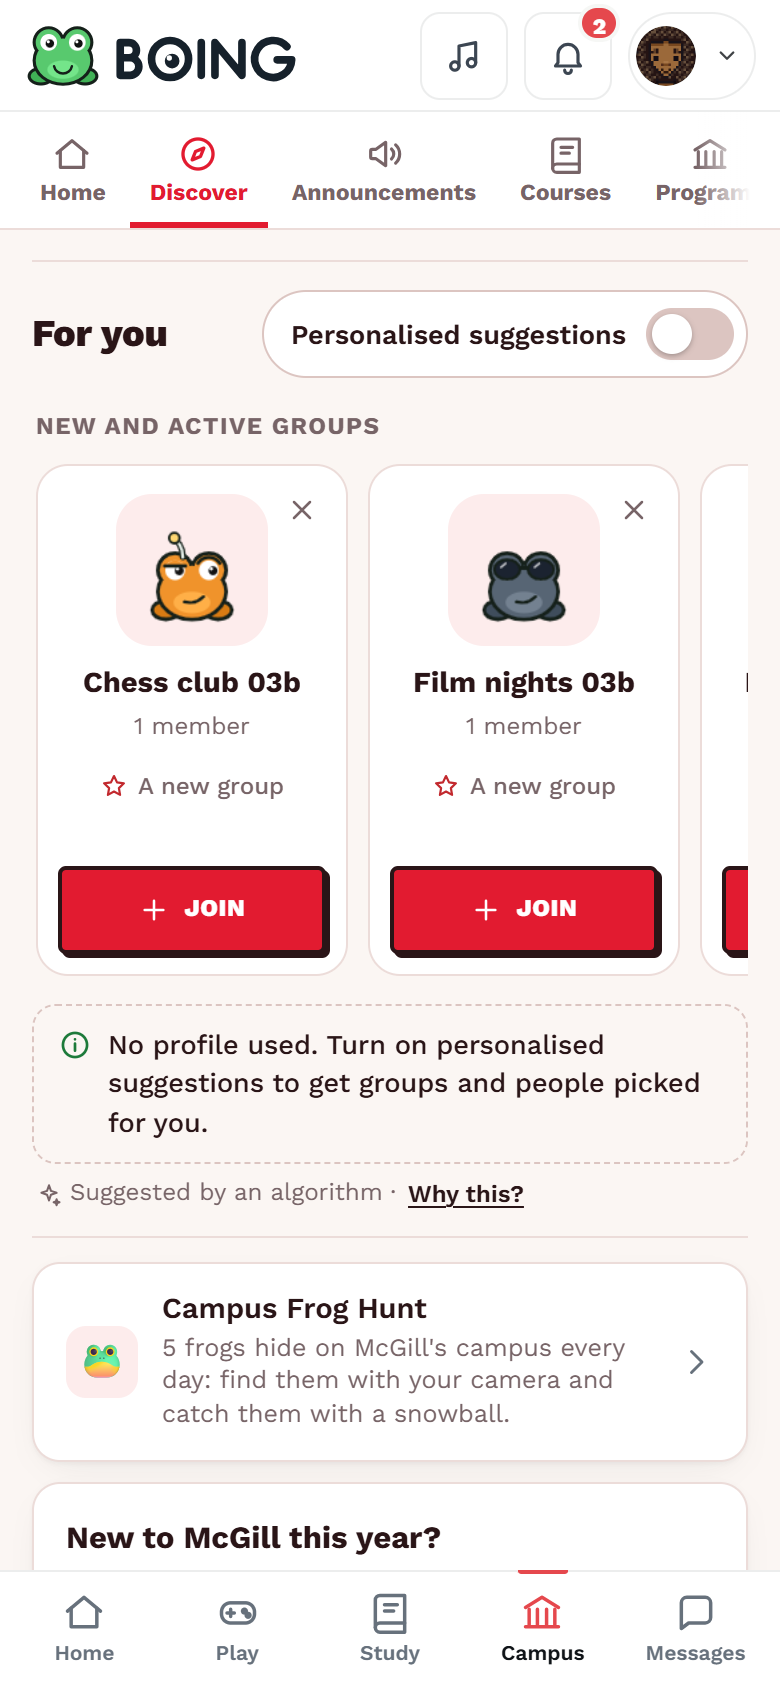 BOING
2
Home
Discover
Announcements
Courses
Program
For you
Personalised suggestions
NEW AND ACTIVE GROUPS
Chess club 03b
1 member
A new group
JOIN
Film nights 03b
1 member
A new group
JOIN
No profile used. Turn on personalised
suggestions to get groups and people picked
for you.
Suggested by an algorithm · Why this?
Campus Frog Hunt
5 frogs hide on McGill's campus every
day: find them with your camera and
catch them with a snowball.
New to McGill this year?
Home
Play
Study
Campus
Messages